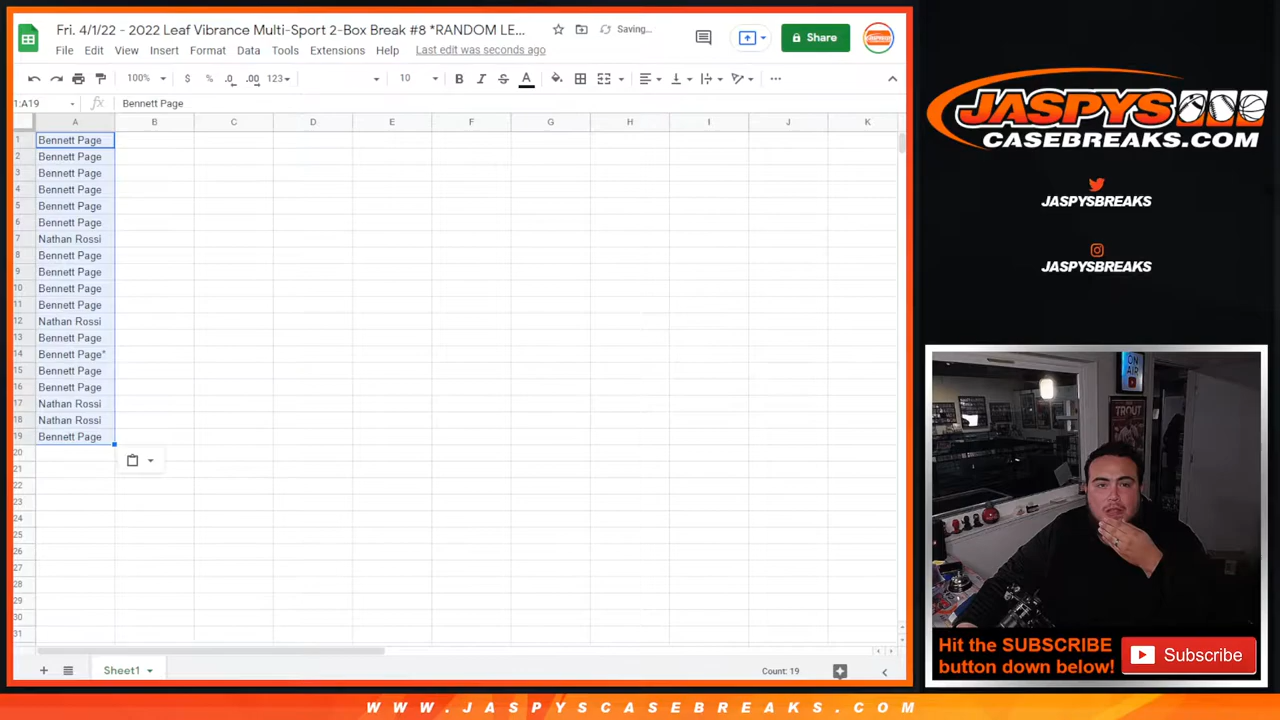 Fri. 4/1/22 - 2022 Leaf Vibrance Multi-Sport 2-Box Break #8 *RANDOM LE...
Saving...
File Edit View Insert Format Data Tools Extensions Help Last edit was seconds ago
Share
100% $ % .0 .00 123 10 B I S A
1:A19 fx Bennett Page
A B C D E F G H I J K
1 Bennett Page
2 Bennett Page
3 Bennett Page
4 Bennett Page
5 Bennett Page
6 Bennett Page
7 Nathan Rossi
8 Bennett Page
9 Bennett Page
10 Bennett Page
11 Bennett Page
12 Nathan Rossi
13 Bennett Page
14 Bennett Page"
15 Bennett Page
16 Bennett Page
17 Nathan Rossi
18 Nathan Rossi
19 Bennett Page
20
21
22
23
24
25
26
27
28
29
30
31
Sheet1
Count: 19
JASPYS
CASEBREAKS.COM
JASPYSBREAKS
JASPYSBREAKS
ON
AIR
TROUT
Hit the SUBSCRIBE
button down below!
Subscribe
WWW.JASPYSCASEBREAKS.COM